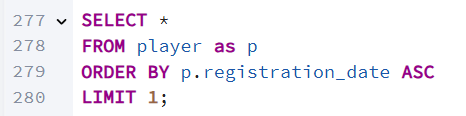 277 SELECT *
278 FROM player as p
279 ORDER BY p.registration_date ASC
280 LIMIT 1;